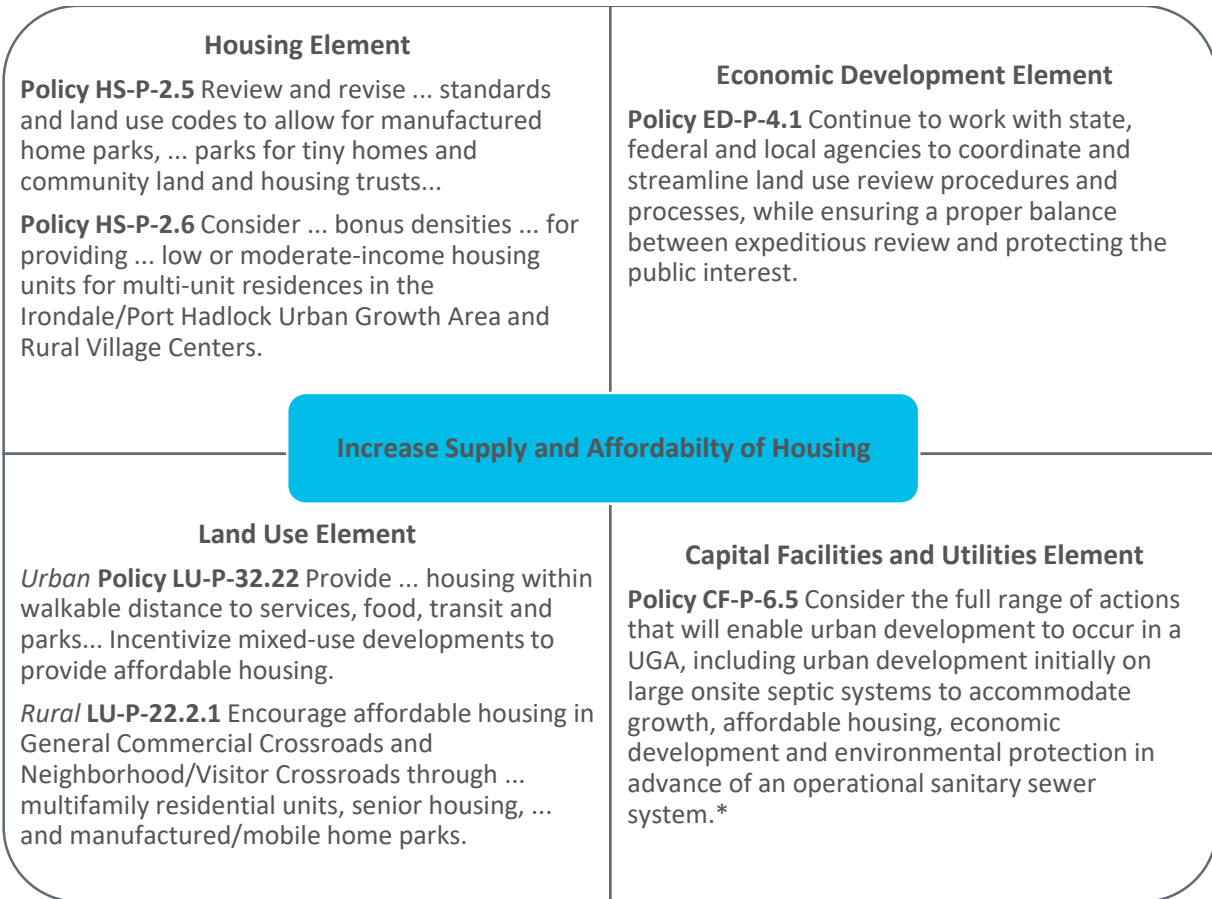 Housing Element
Policy HS-P-2.5 Review and revise ... standards
and land use codes to allow for manufactured
home parks, ... parks for tiny homes and
community land and housing trusts...
Policy HS-P-2.6 Consider ... bonus densities ... for
providing ... low or moderate-income housing
units for multi-unit residences in the
Irondale/Port Hadlock Urban Growth Area and
Rural Village Centers.
Economic Development Element
Policy ED-P-4.1 Continue to work with state,
federal and local agencies to coordinate and
streamline land use review procedures and
processes, while ensuring a proper balance
between expeditious review and protecting the
public interest.
Increase Supply and Affordabilty of Housing
Land Use Element
Urban Policy LU-P-32.22 Provide ... housing within
walkable distance to services, food, transit and
parks... Incentivize mixed-use developments to
provide affordable housing.
Rural LU-P-22.2.1 Encourage affordable housing in
General Commercial Crossroads and
Neighborhood/Visitor Crossroads through ...
multifamily residential units, senior housing, ...
and manufactured/mobile home parks.
Capital Facilities and Utilities Element
Policy CF-P-6.5 Consider the full range of actions
that will enable urban development to occur in a
UGA, including urban development initially on
large onsite septic systems to accommodate
growth, affordable housing, economic
development and environmental protection in
advance of an operational sanitary sewer
system.*